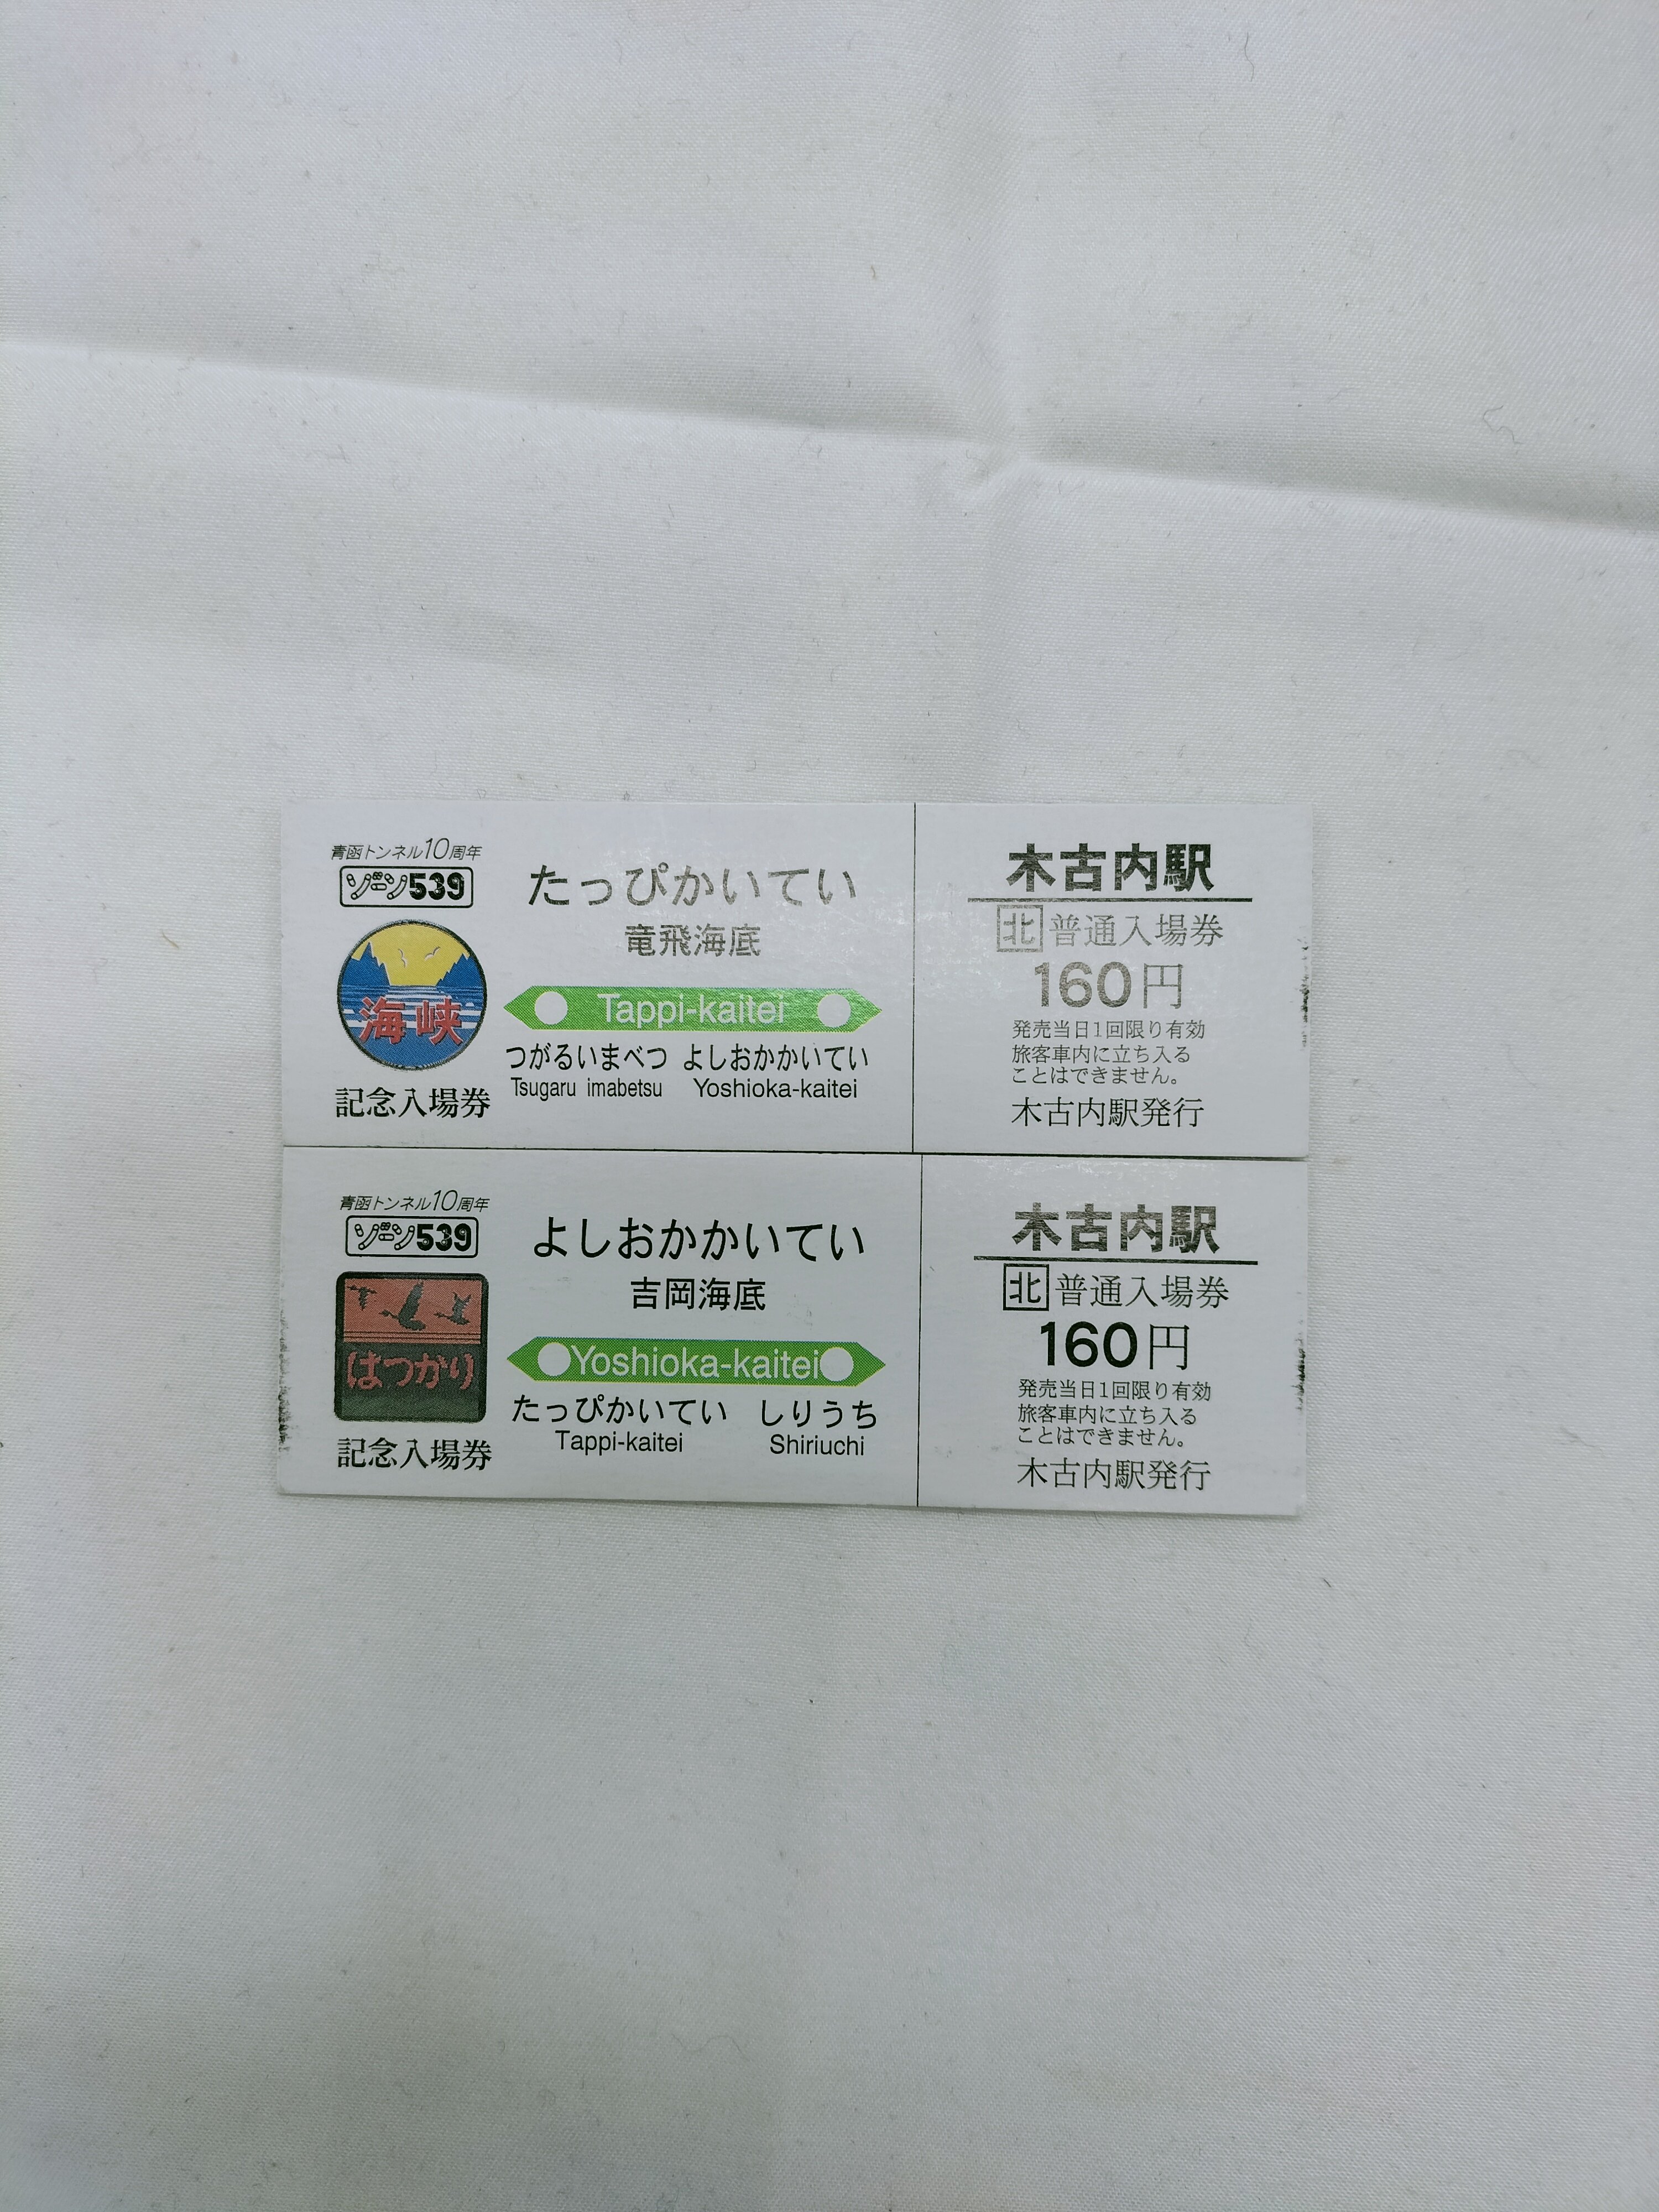 青函トンネル10周年
ゾーン539
海峡
記念入場券
たっぴかいてい
竜飛海底
Tappi-kaitei
つがるいまべつ よしおかかいてい
Tsugaru imabetsu Yoshioka-kaitei
木古内駅
北 普通入場券
160円
発売当日1回限り有効
旅客車内に立ち入る
ことはできません。
木古内駅発行
青函トンネル10周年
ゾーン539
はつかり
記念入場券
よしおかかいてい
吉岡海底
Yoshioka-kaitei
たっぴかいてい しりうち
Tappi-kaitei Shiriuchi
木古内駅
北 普通入場券
160円
発売当日1回限り有効
旅客車内に立ち入る
ことはできません。
木古内駅発行